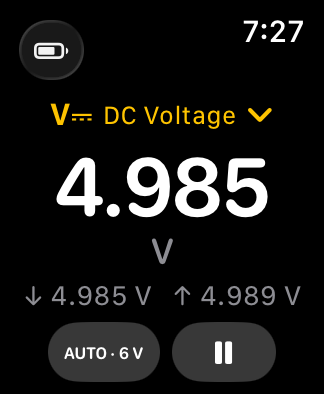 7:27
V⎓ DC Voltage
4.985
V
↓ 4.985 V ↑ 4.989 V
AUTO · 6 V